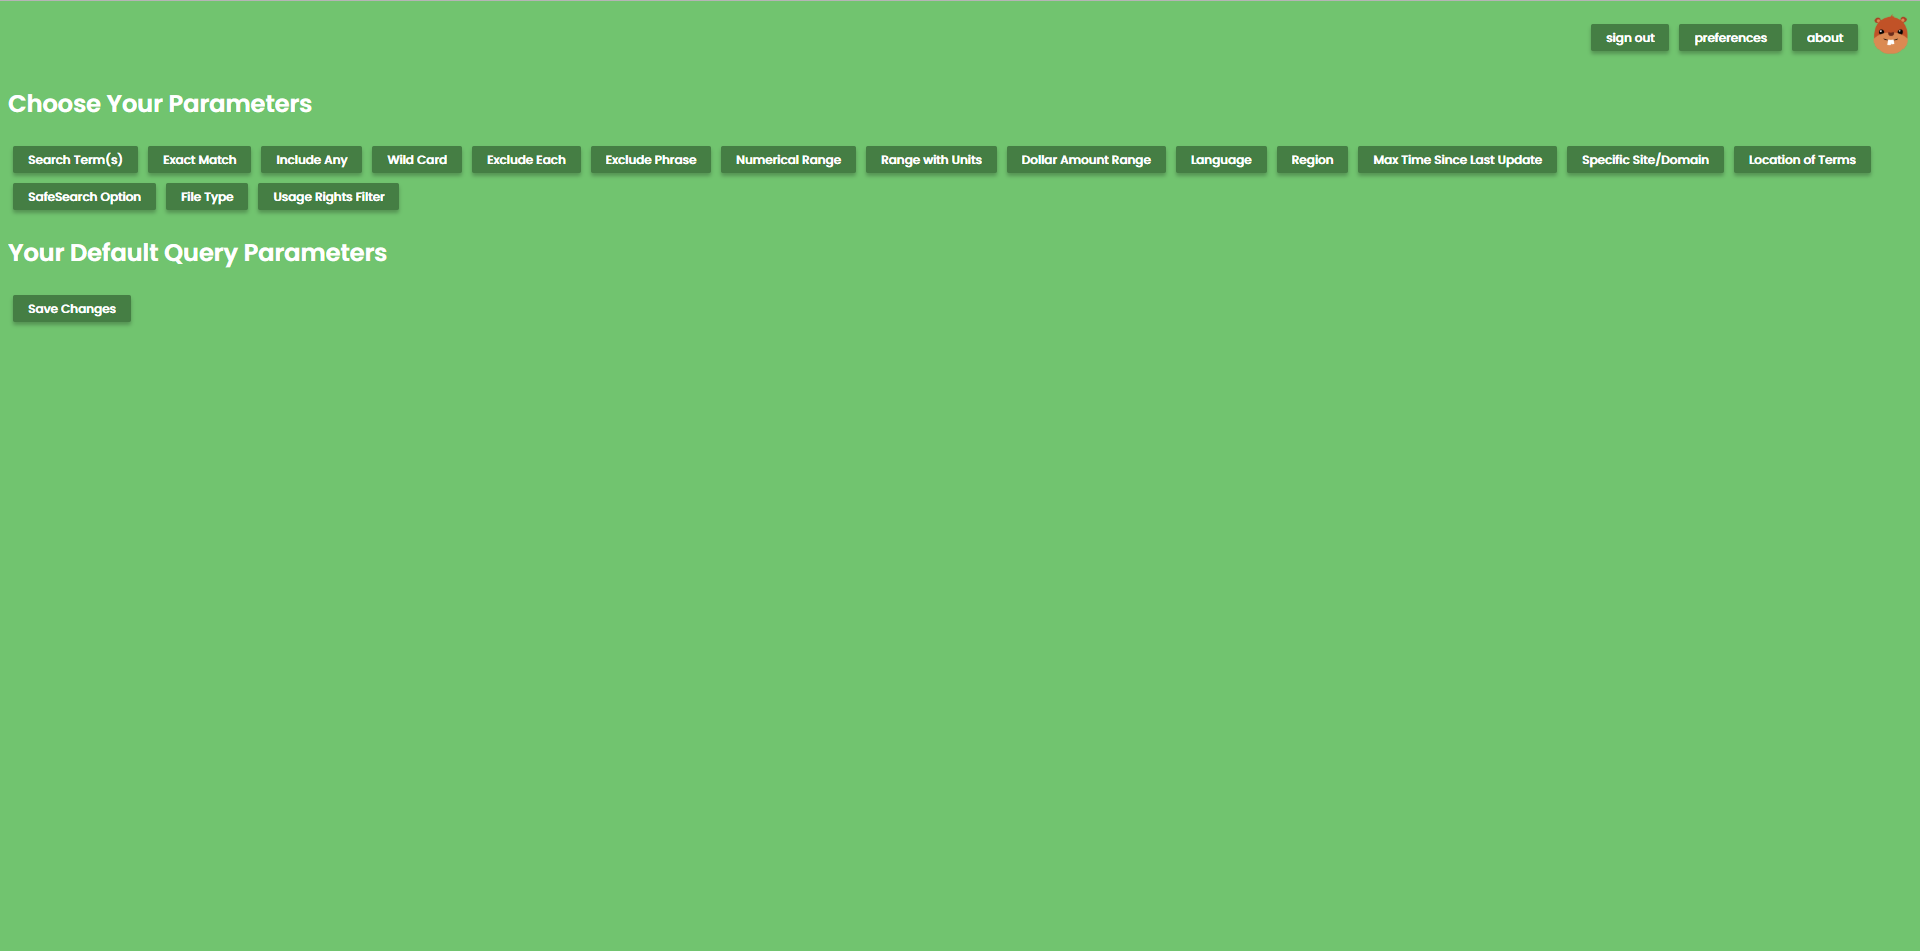 sign out preferences about
Choose Your Parameters
Search Term(s) Exact Match Include Any Wild Card Exclude Each Exclude Phrase Numerical Range Range with Units Dollar Amount Range Language Region Max Time Since Last Update Specific Site/Domain Location of Terms
SafeSearch Option File Type Usage Rights Filter
Your Default Query Parameters
Save Changes